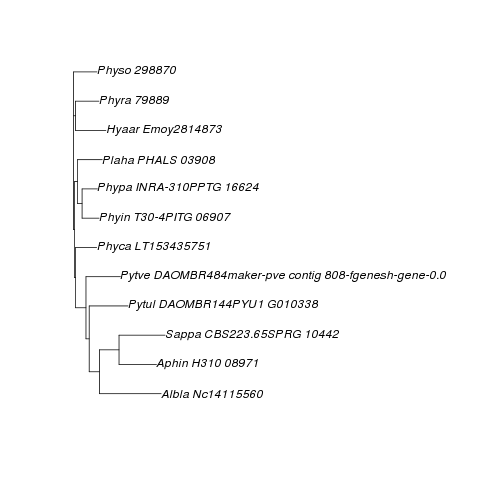 Physo 298870
Phyra 79889
Hyaar Emoy2814873
Plaha PHALS 03908
Phypa INRA-310PPTG 16624
Phyin T30-4PITG 06907
Phyca LT153435751
Pytve DAOMBR484maker-pve contig 808-fgenesh-gene-0.0
Pytul DAOMBR144PYU1 G010338
Sappa CBS223.65SPRG 10442
Aphin H310 08971
Albla Nc14115560